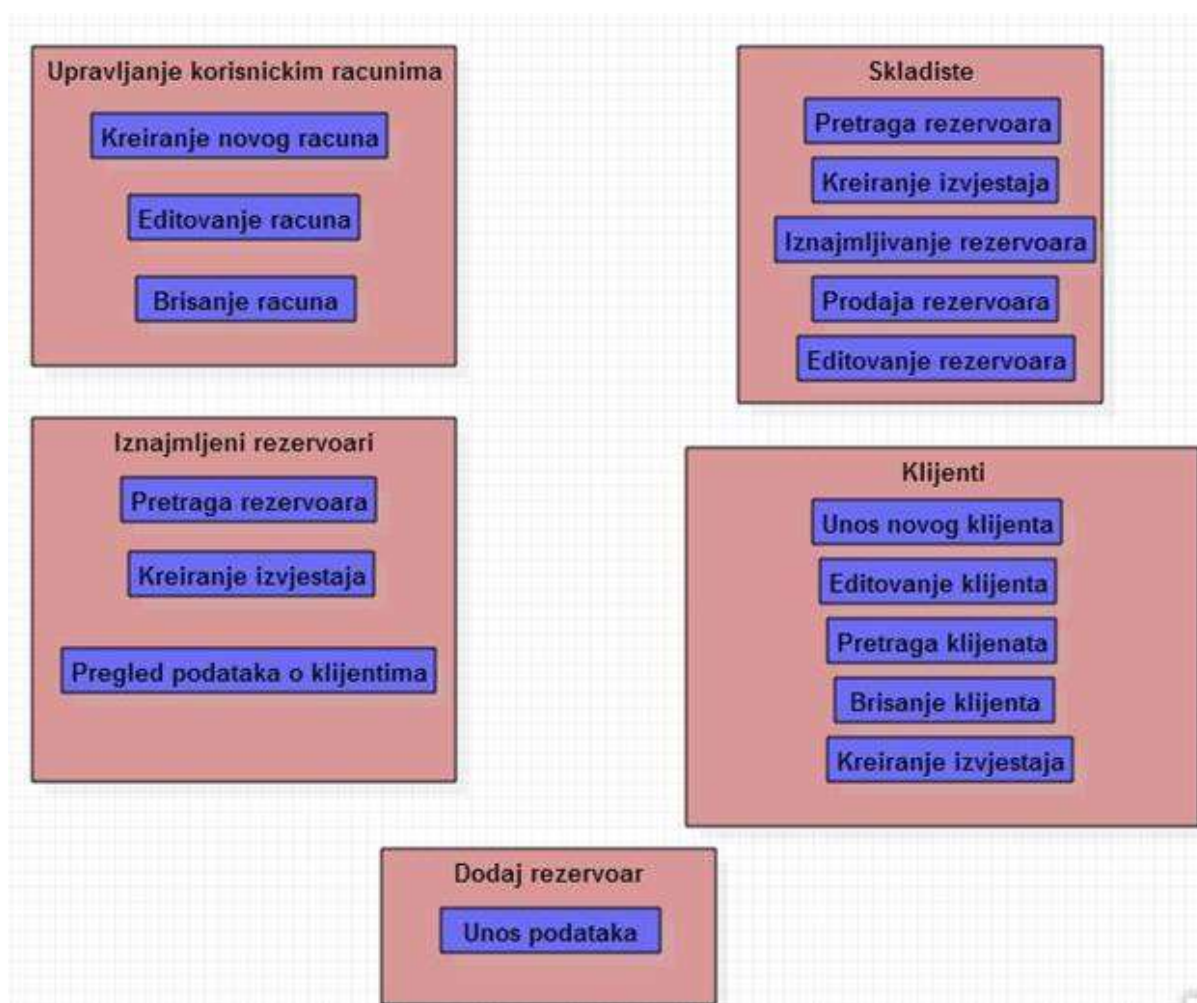 Upravljanje korisnickim racunima
Kreiranje novog racuna
Editovanje racuna
Brisanje racuna
Skladiste
Pretraga rezervoara
Kreiranje izvjestaja
Iznajmljivanje rezervoara
Prodaja rezervoara
Editovanje rezervoara
Iznajmljeni rezervoari
Pretraga rezervoara
Kreiranje izvjestaja
Pregled podataka o klijentima
Klijenti
Unos novog klijenta
Editovanje klijenta
Pretraga klijenata
Brisanje klijenta
Kreiranje izvjestaja
Dodaj rezervoar
Unos podataka